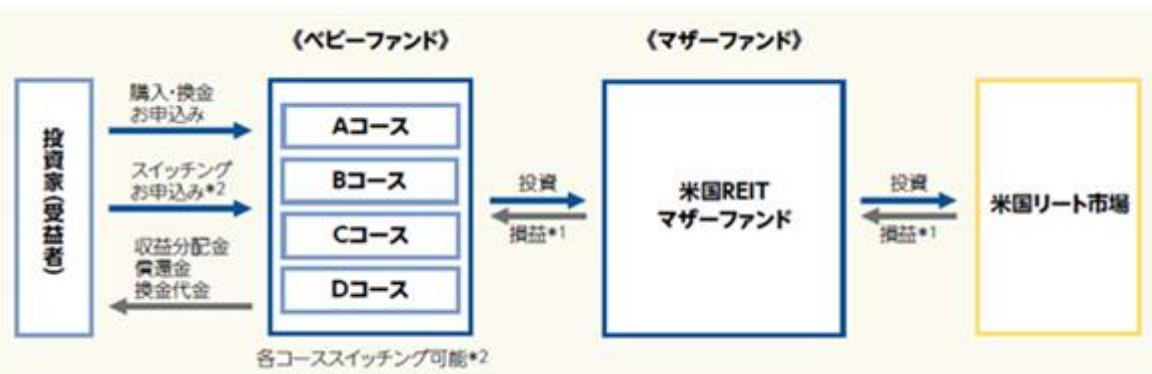 《ベビーファンド》
《マザーファンド》
投資家(受益者)
購入・換金
お申込み
スイッチング
お申込み*2
収益分配金
償還金
換金代金
Aコース
Bコース
Cコース
Dコース
各コーススイッチング可能*2
投資
損益*1
米国REIT
マザーファンド
投資
損益*1
米国リート市場